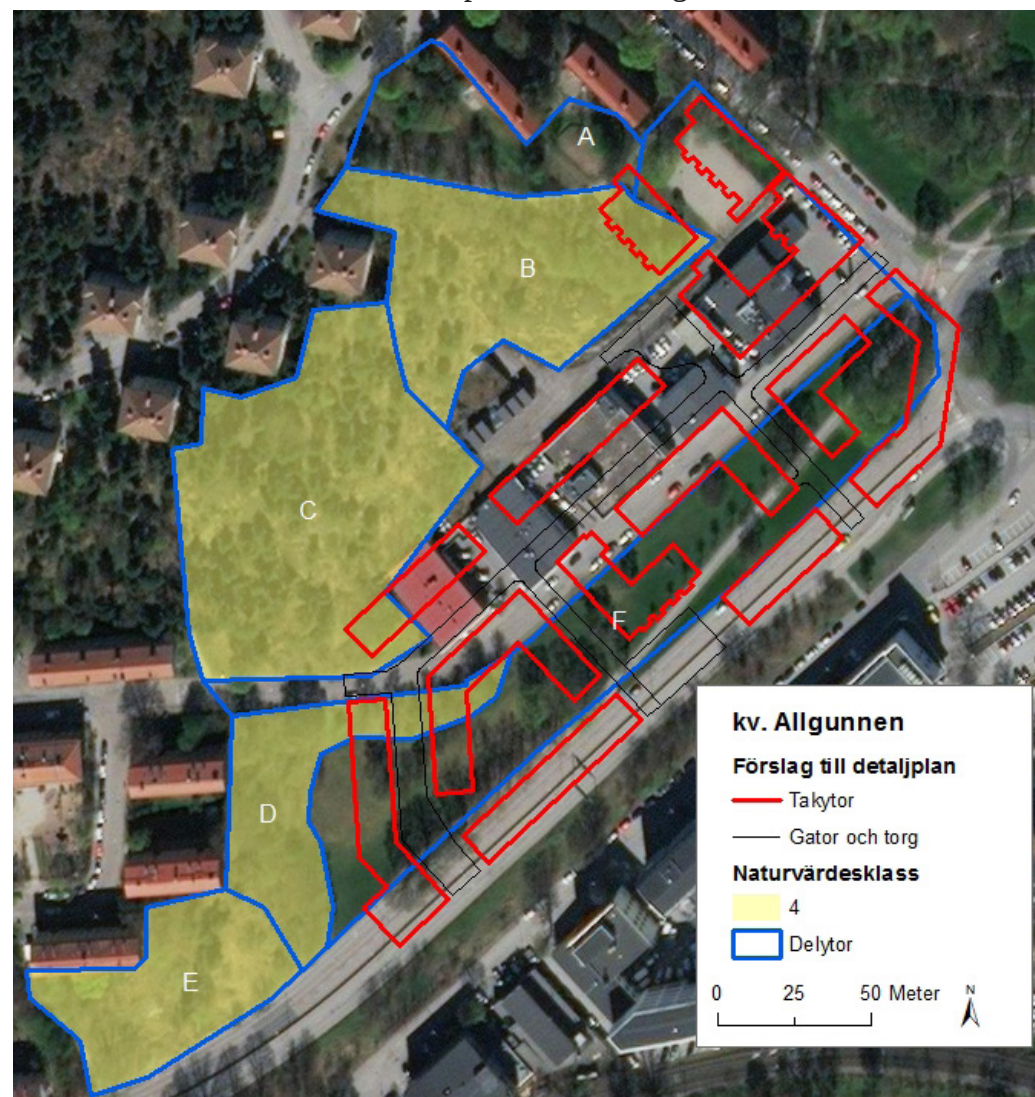 A
B
C
F
D
E
kv. Allgunnen
Förslag till detaljplan
Takytor
Gator och torg
Naturvärdesklass
4
Delytor
0 25 50 Meter
N